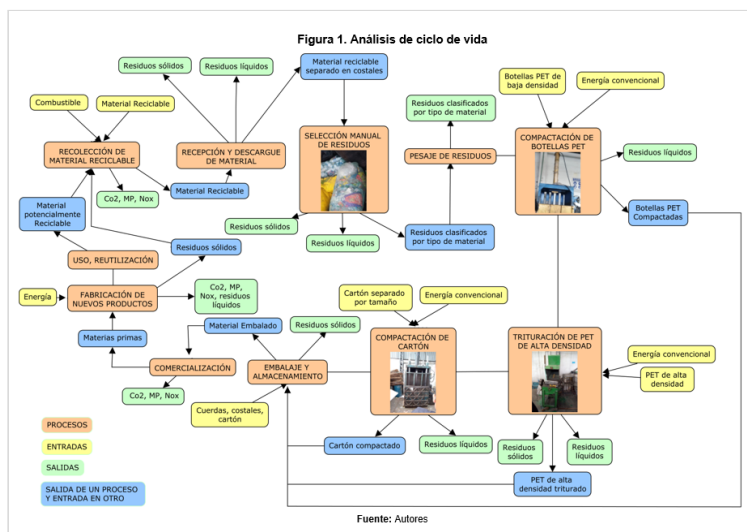 Figura 1. Análisis de ciclo de vida
Residuos sólidos
Residuos líquidos
Material reciclable
separado en costales
Botellas PET de
baja densidad
Energía convencional
Combustible
Material Reciclable
Residuos clasificados
por tipo de material
RECOLECCIÓN DE
MATERIAL RECICLABLE
RECEPCIÓN Y DESCARGUE
DE MATERIAL
SELECCIÓN MANUAL
DE RESIDUOS
PESAJE DE RESIDUOS
COMPACTACIÓN DE
BOTELLAS PET
Residuos líquidos
Co2, MP, Nox
Material Reciclable
Material
potencialmente
Reciclable
Residuos sólidos
Residuos líquidos
Residuos clasificados
por tipo de material
Botellas PET
Compactadas
USO, REUTILIZACIÓN
Residuos sólidos
Energía
FABRICACIÓN DE
NUEVOS PRODUCTOS
Co2, MP,
Nox, residuos
líquidos
Cartón separado
por tamaño
Energía convencional
Materias primas
Material Embalado
Residuos sólidos
COMPACTACIÓN DE
CARTÓN
TRITURACIÓN DE PET
DE ALTA DENSIDAD
Energía convencional
COMERCIALIZACIÓN
EMBALAJE Y
ALMACENAMIENTO
PET de alta
densidad
Co2, MP, Nox
Cuerdas, costales,
cartón
PROCESOS
ENTRADAS
SALIDAS
SALIDA DE UN PROCESO
Y ENTRADA EN OTRO
Cartón compactado
Residuos líquidos
Residuos
sólidos
Residuos
líquidos
PET de alta
densidad triturado
Fuente: Autores